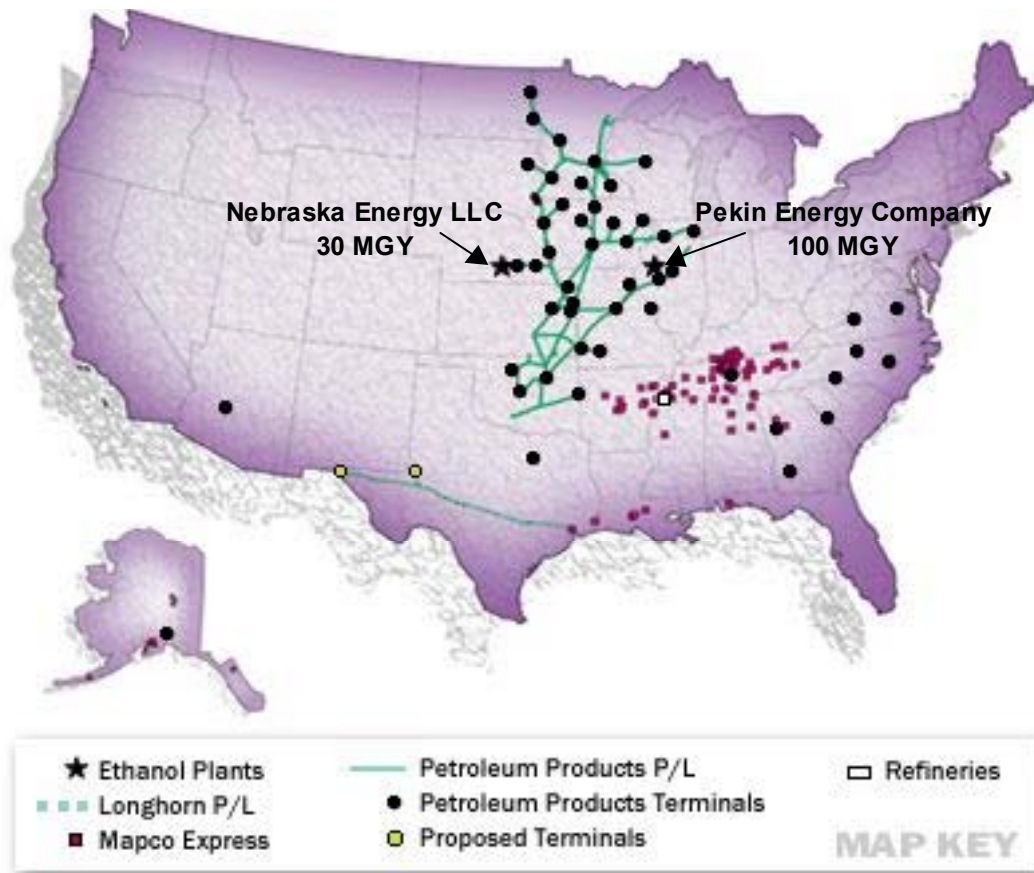 Nebraska Energy LLC
30 MGY
Pekin Energy Company
100 MGY
Ethanol Plants
Longhorn P/L
Mapco Express
Petroleum Products P/L
Petroleum Products Terminals
Proposed Terminals
Refineries
MAP KEY